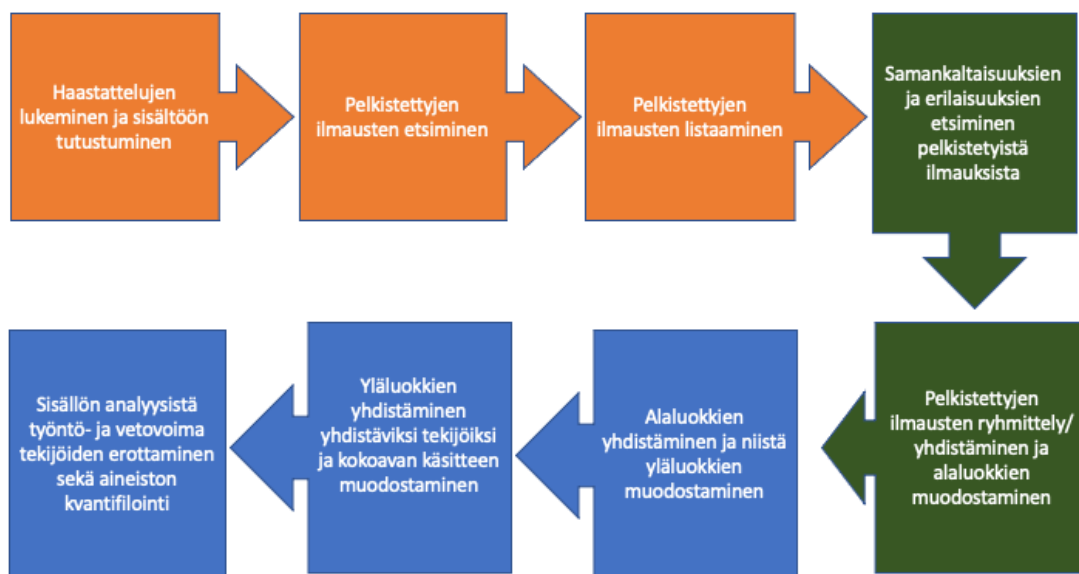 Haastattelujen
lukeminen ja sisältöön
tutustuminen
Pelkistettyjen
ilmausten etsiminen
Pelkistettyjen
ilmausten listaaminen
Samankaltaisuuksien
ja erilaisuuksien
etsiminen
pelkistetyistä
ilmauksista
Pelkistettyjen
ilmausten ryhmittely/
yhdistäminen ja
alaluokkien
muodostaminen
Alaluokkien
yhdistäminen ja niistä
yläluokkien
muodostaminen
Yläluokkien
yhdistäminen
yhdistäviksi tekijöiksi
ja kokoavan käsitteen
muodostaminen
Sisällön analyysistä
työntö- ja vetovoima
tekijöiden erottaminen
sekä aineiston
kvantifilointi